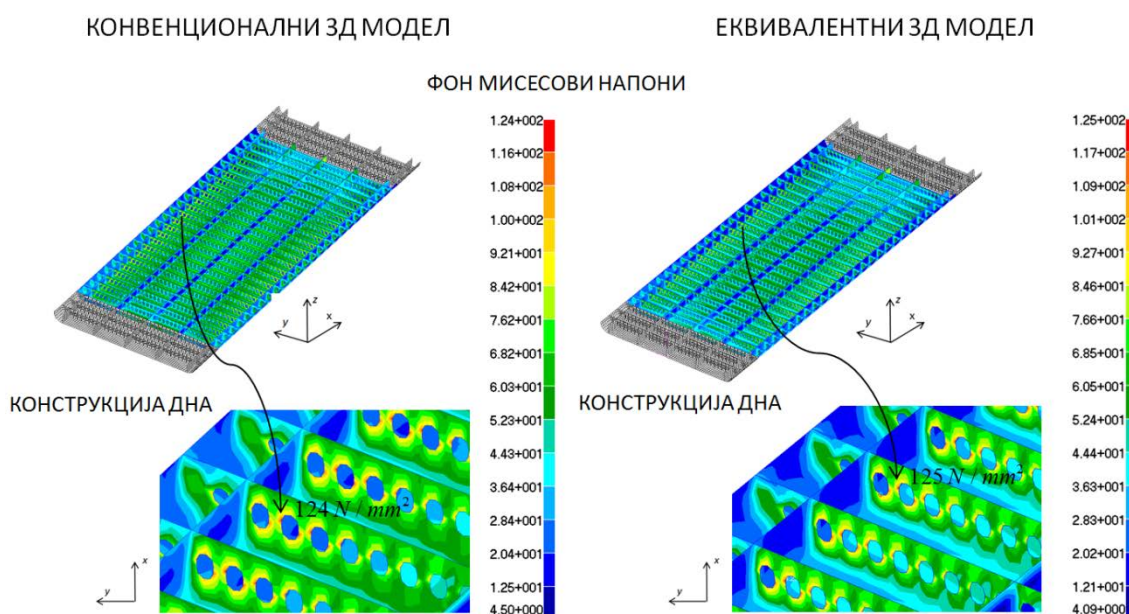 КОНВЕНЦИОНАЛНИ 3Д МОДЕЛ
ЕКВИВАЛЕНТНИ 3Д МОДЕЛ
ФОН МИСЕСОВИ НАПОНИ
1.24+002
1.16+002
1.08+002
1.00+002
9.21+001
8.42+001
7.62+001
6.82+001
6.03+001
5.23+001
4.43+001
3.64+001
2.84+001
2.04+001
1.25+001
4.50+000
1.25+002
1.17+002
1.09+002
1.01+002
9.27+001
8.46+001
7.66+001
6.85+001
6.05+001
5.24+001
4.44+001
3.63+001
2.83+001
2.02+001
1.21+001
4.09+000
z
y
x
z
y
x
КОНСТРУКЦИЈА ДНА
КОНСТРУКЦИЈА ДНА
124 N / mm²
125 N / mm²
x
y
x
y